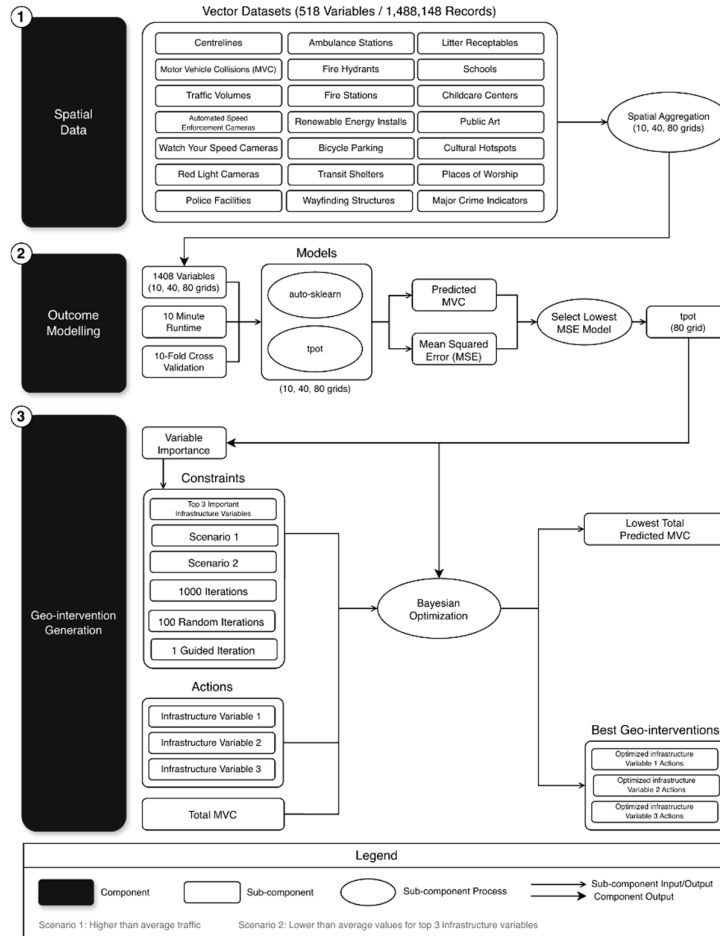 1
Vector Datasets (518 Variables / 1,488,148 Records)
Spatial
Data
Centrelines
Ambulance Stations
Litter Receptables
Motor Vehicle Collisions (MVC)
Fire Hydrants
Schools
Traffic Volumes
Fire Stations
Childcare Centers
Automated Speed
Enforcement Cameras
Renewable Energy Installs
Public Art
Watch Your Speed Cameras
Bicycle Parking
Cultural Hotspots
Red Light Cameras
Transit Shelters
Places of Worship
Police Facilities
Wayfinding Structures
Major Crime Indicators
Spatial Aggregation
(10, 40, 80 grids)
2
Outcome
Modelling
1408 Variables
(10, 40, 80 grids)
10 Minute
Runtime
10-Fold Cross
Validation
Models
auto-sklearn
tpot
(10, 40, 80 grids)
Predicted
MVC
Mean Squared
Error (MSE)
Select Lowest
MSE Model
tpot
(80 grid)
3
Geo-intervention
Generation
Variable
Importance
Constraints
Top 3 Important
Infrastructure Variables
Scenario 1
Scenario 2
1000 Iterations
100 Random Iterations
1 Guided Iteration
Actions
Infrastructure Variable 1
Infrastructure Variable 2
Infrastructure Variable 3
Total MVC
Bayesian
Optimization
Lowest Total
Predicted MVC
Best Geo-interventions
Optimized infrastructure
Variable 1 Actions
Optimized infrastructure
Variable 2 Actions
Optimized infrastructure
Variable 3 Actions
Legend
Component
Sub-component
Sub-component Process
Sub-component Input/Output
Component Output
Scenario 1: Higher than average traffic
Scenario 2: Lower than average values for top 3 infrastructure variables